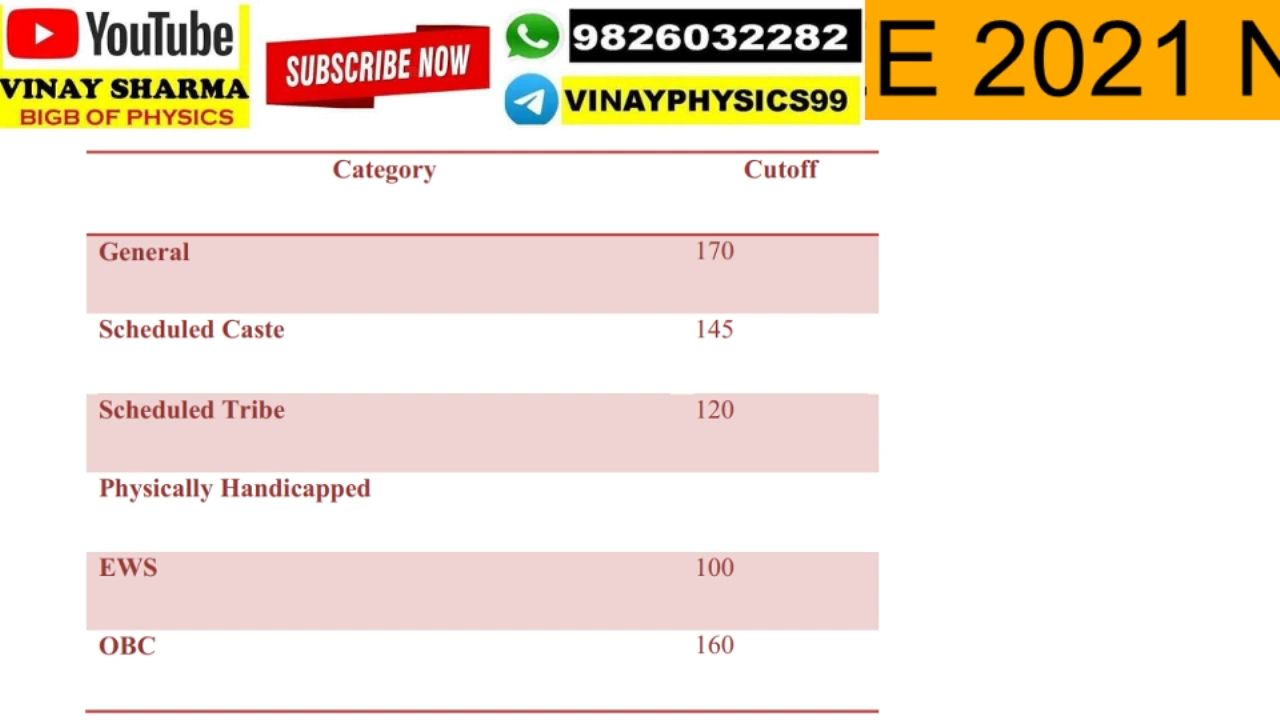 YouTube
VINAY SHARMA
BIGB OF PHYSICS
SUBSCRIBE NOW
9826032282
VINAYPHYSICS99
E 2021 N
Category Cutoff
General 170
Scheduled Caste 145
Scheduled Tribe 120
Physically Handicapped
EWS 100
OBC 160